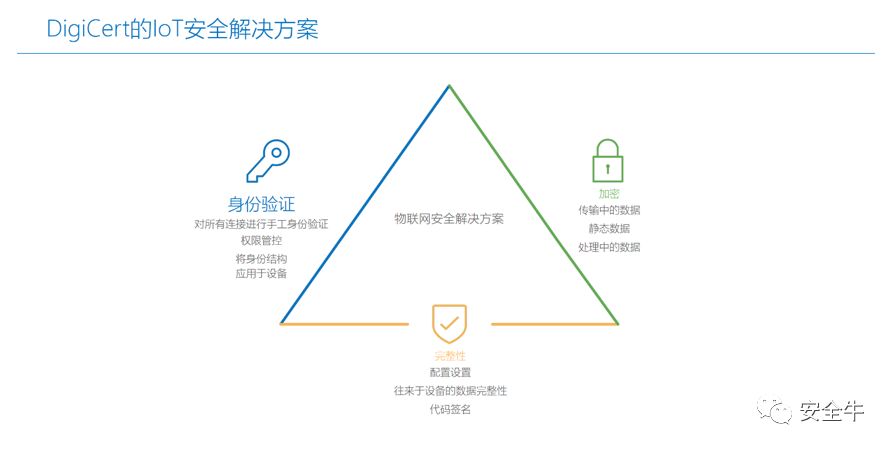 DigiCert的IoT安全解决方案
身份验证
对所有连接进行手工身份验证
权限管控
将身份结构
应用于设备
物联网安全解决方案
加密
传输中的数据
静态数据
处理中的数据
完整性
配置设置
往来于设备的数据完整性
代码签名
安全牛